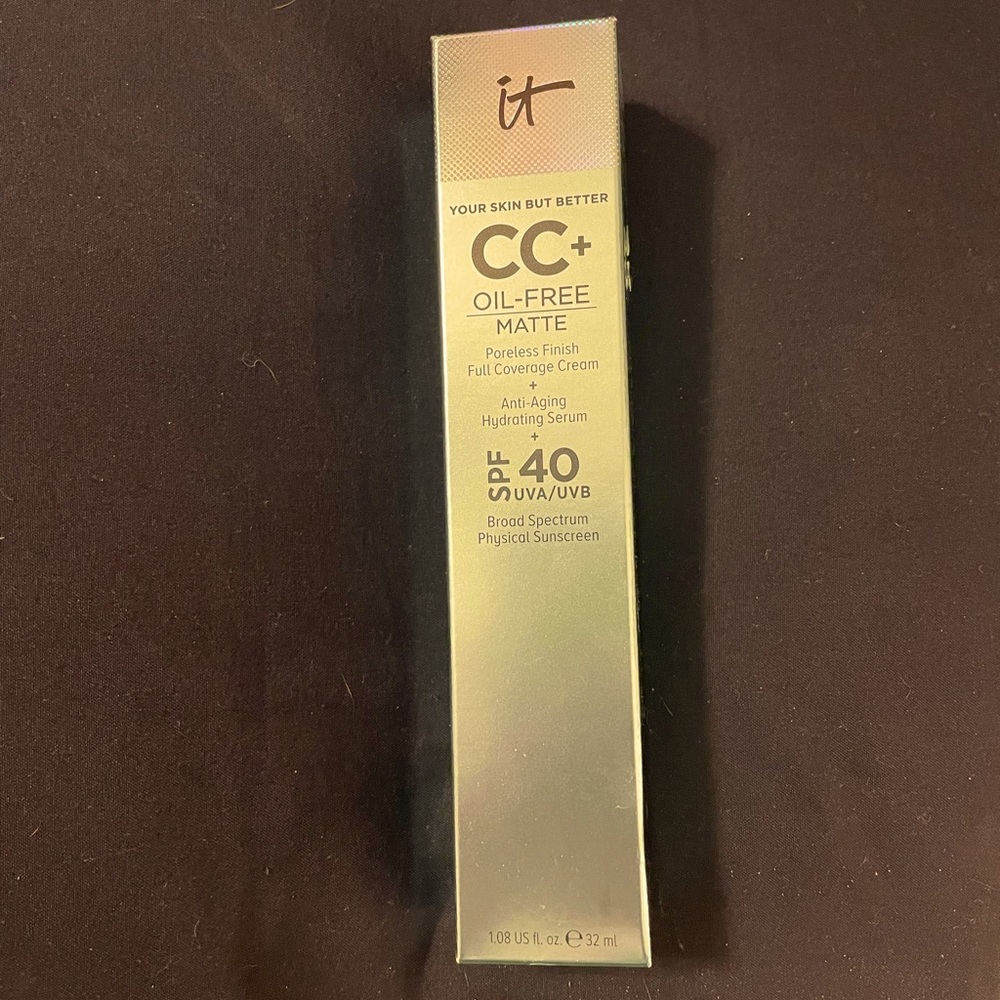 it
YOUR SKIN BUT BETTER
CC+
OIL-FREE
MATTE
Poreless Finish
Full Coverage Cream
+
Anti-Aging
Hydrating Serum
+
SPF 40
UVA/UVB
Broad Spectrum
Physical Sunscreen
1.08 US fl. oz. ℮ 32 ml